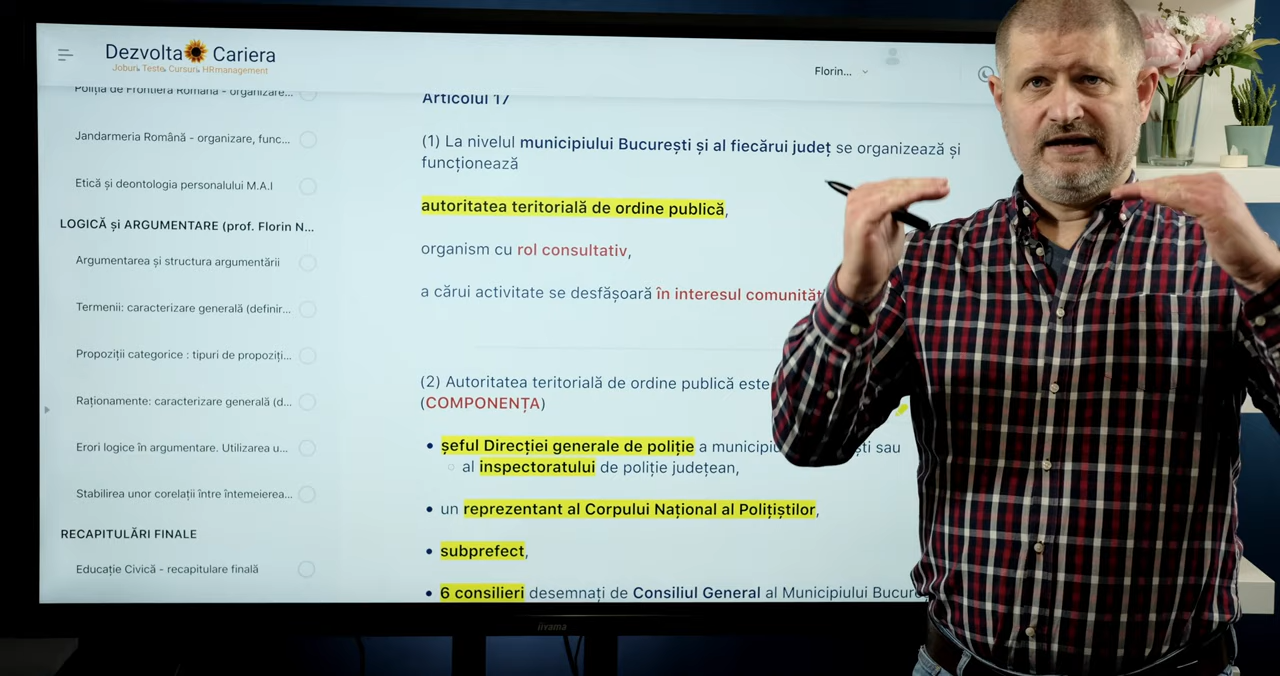 Dezvolta Cariera
Joburi, Teste, Cursuri, HRmanagement
Florin...
Poliția de Frontieră Română - organizare...
Jandarmeria Română - organizare, func...
Etică și deontologia personalului M.A.I
LOGICĂ și ARGUMENTARE (prof. Florin N...
Argumentarea și structura argumentării
Termenii: caracterizare generală (definir...
Propoziții categorice : tipuri de propoziți...
Raționamente: caracterizare generală (d...
Erori logice în argumentare. Utilizarea u...
Stabilirea unor corelații între întemeierea...
RECAPITULĂRI FINALE
Educație Civică - recapitulare finală
Articolul 17
(1) La nivelul municipiului București și al fiecărui județ se organizează și
funcționează
autoritatea teritorială de ordine publică,
organism cu rol consultativ,
a cărui activitate se desfășoară în interesul comunităț
(2) Autoritatea teritorială de ordine publică este
(COMPONENȚA)
• șeful Direcției generale de poliție a municipiu ești sau
al inspectoratului de poliție județean,
• un reprezentant al Corpului Național al Polițiștilor,
• subprefect,
• 6 consilieri desemnați de Consiliul General al Municipiului Bucur
iiyama